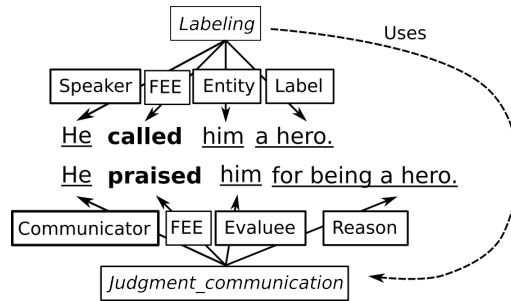 Labeling
Uses
Speaker FEE Entity Label
He called him a hero.
He praised him for being a hero.
Communicator FEE Evaluee Reason
Judgment_communication